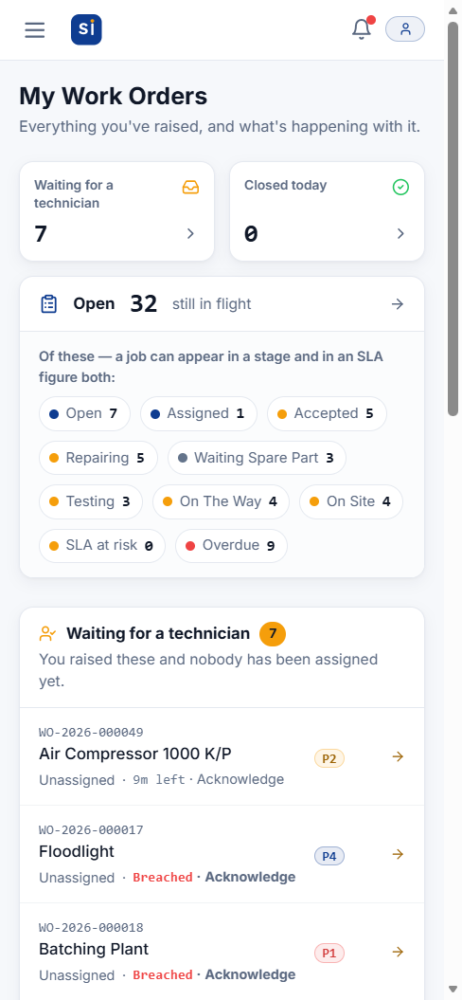 si
My Work Orders
Everything you've raised, and what's happening with it.
Waiting for a
technician
7
Closed today
0
Open 32 still in flight
Of these — a job can appear in a stage and in an SLA
figure both:
Open 7
Assigned 1
Accepted 5
Repairing 5
Waiting Spare Part 3
Testing 3
On The Way 4
On Site 4
SLA at risk 0
Overdue 9
Waiting for a technician 7
You raised these and nobody has been assigned
yet.
WO-2026-000049
Air Compressor 1000 K/P
P2
Unassigned · 9m left · Acknowledge
WO-2026-000017
Floodlight
P4
Unassigned · Breached · Acknowledge
WO-2026-000018
Batching Plant
P1
Unassigned · Breached · Acknowledge